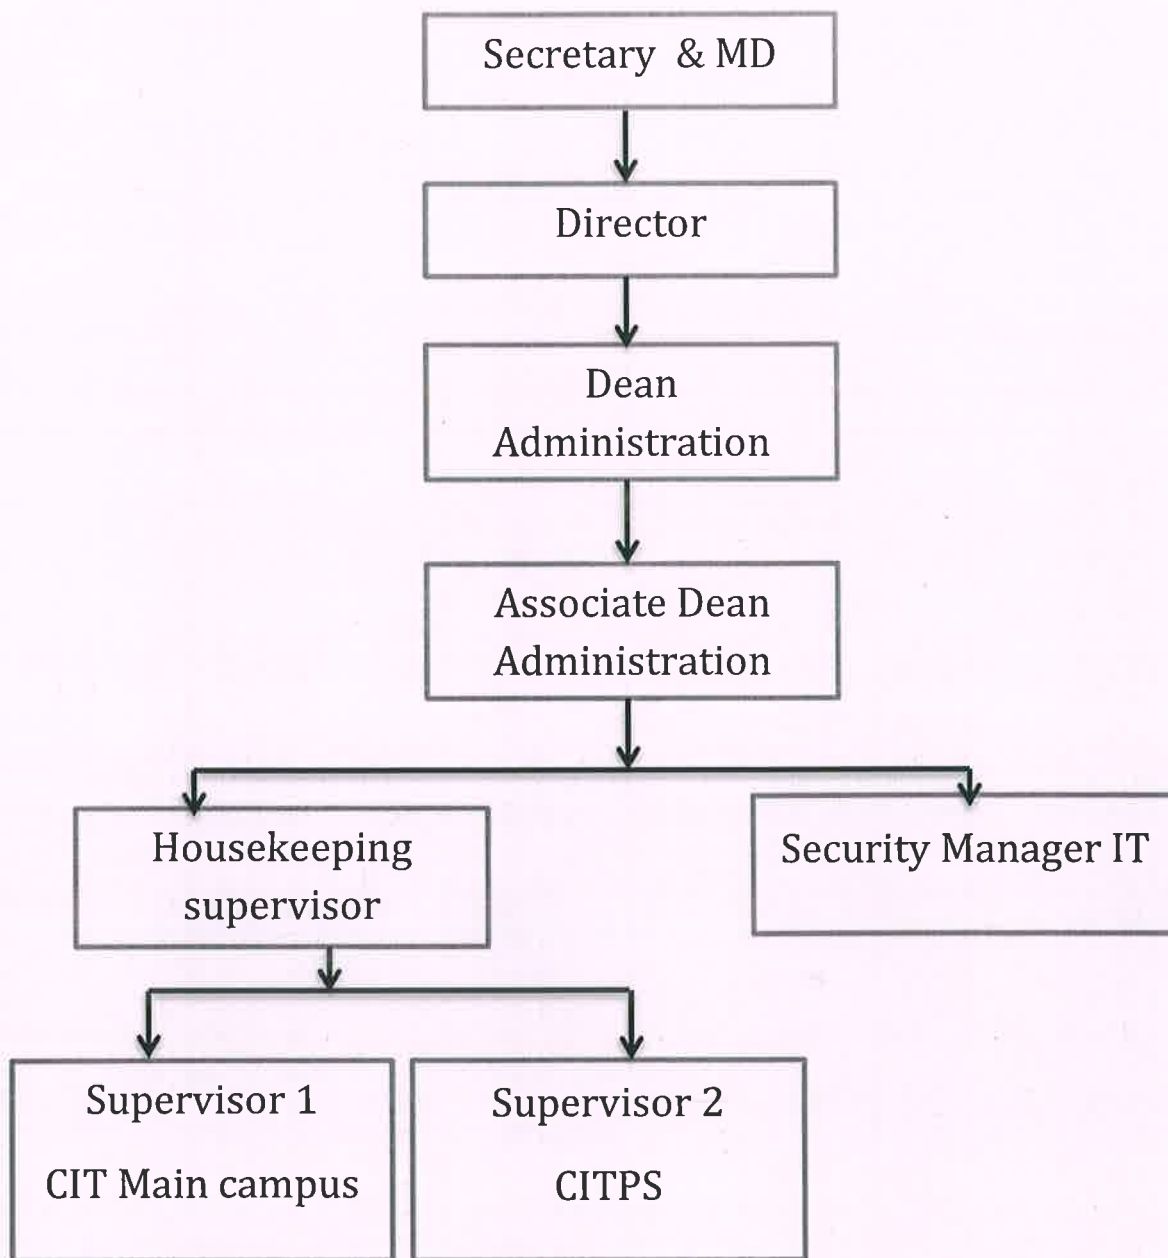 Secretary & MD
Director
Dean
Administration
Associate Dean
Administration
Housekeeping
supervisor
Security Manager IT
Supervisor 1
CIT Main campus
Supervisor 2
CITPS